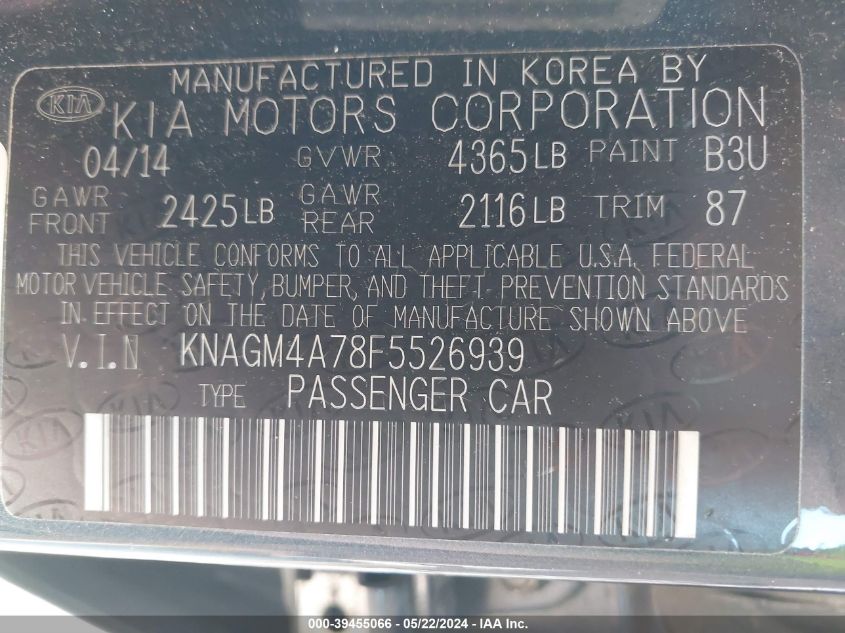 MANUFACTURED IN KOREA BY
KIA KIA MOTORS CORPORATION
04/14 GVWR 4365LB PAINT B3U
GAWR FRONT 2425LB GAWR REAR 2116LB TRIM 87
THIS VEHICLE CONFORMS TO ALL APPLICABLE U.S.A. FEDERAL
MOTOR VEHICLE SAFETY, BUMPER, AND THEFT PREVENTION STANDARDS
IN EFFECT ON THE DATE OF MANUFACTURE SHOWN ABOVE
V.I.N KNAGM4A78F5526939
TYPE PASSENGER CAR
000-39455066 - 05/22/2024 - IAA Inc.